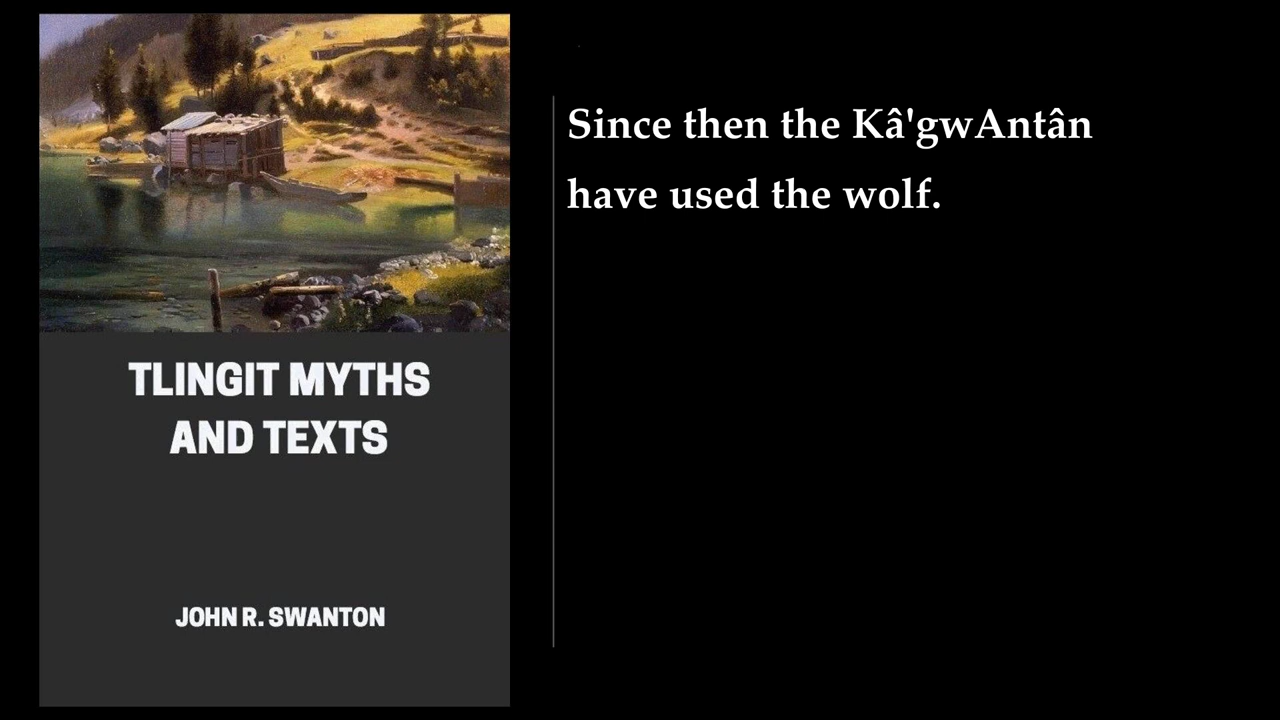 TLINGIT MYTHS
AND TEXTS
JOHN R. SWANTON
Since then the Kâ'gwAntân
have used the wolf.